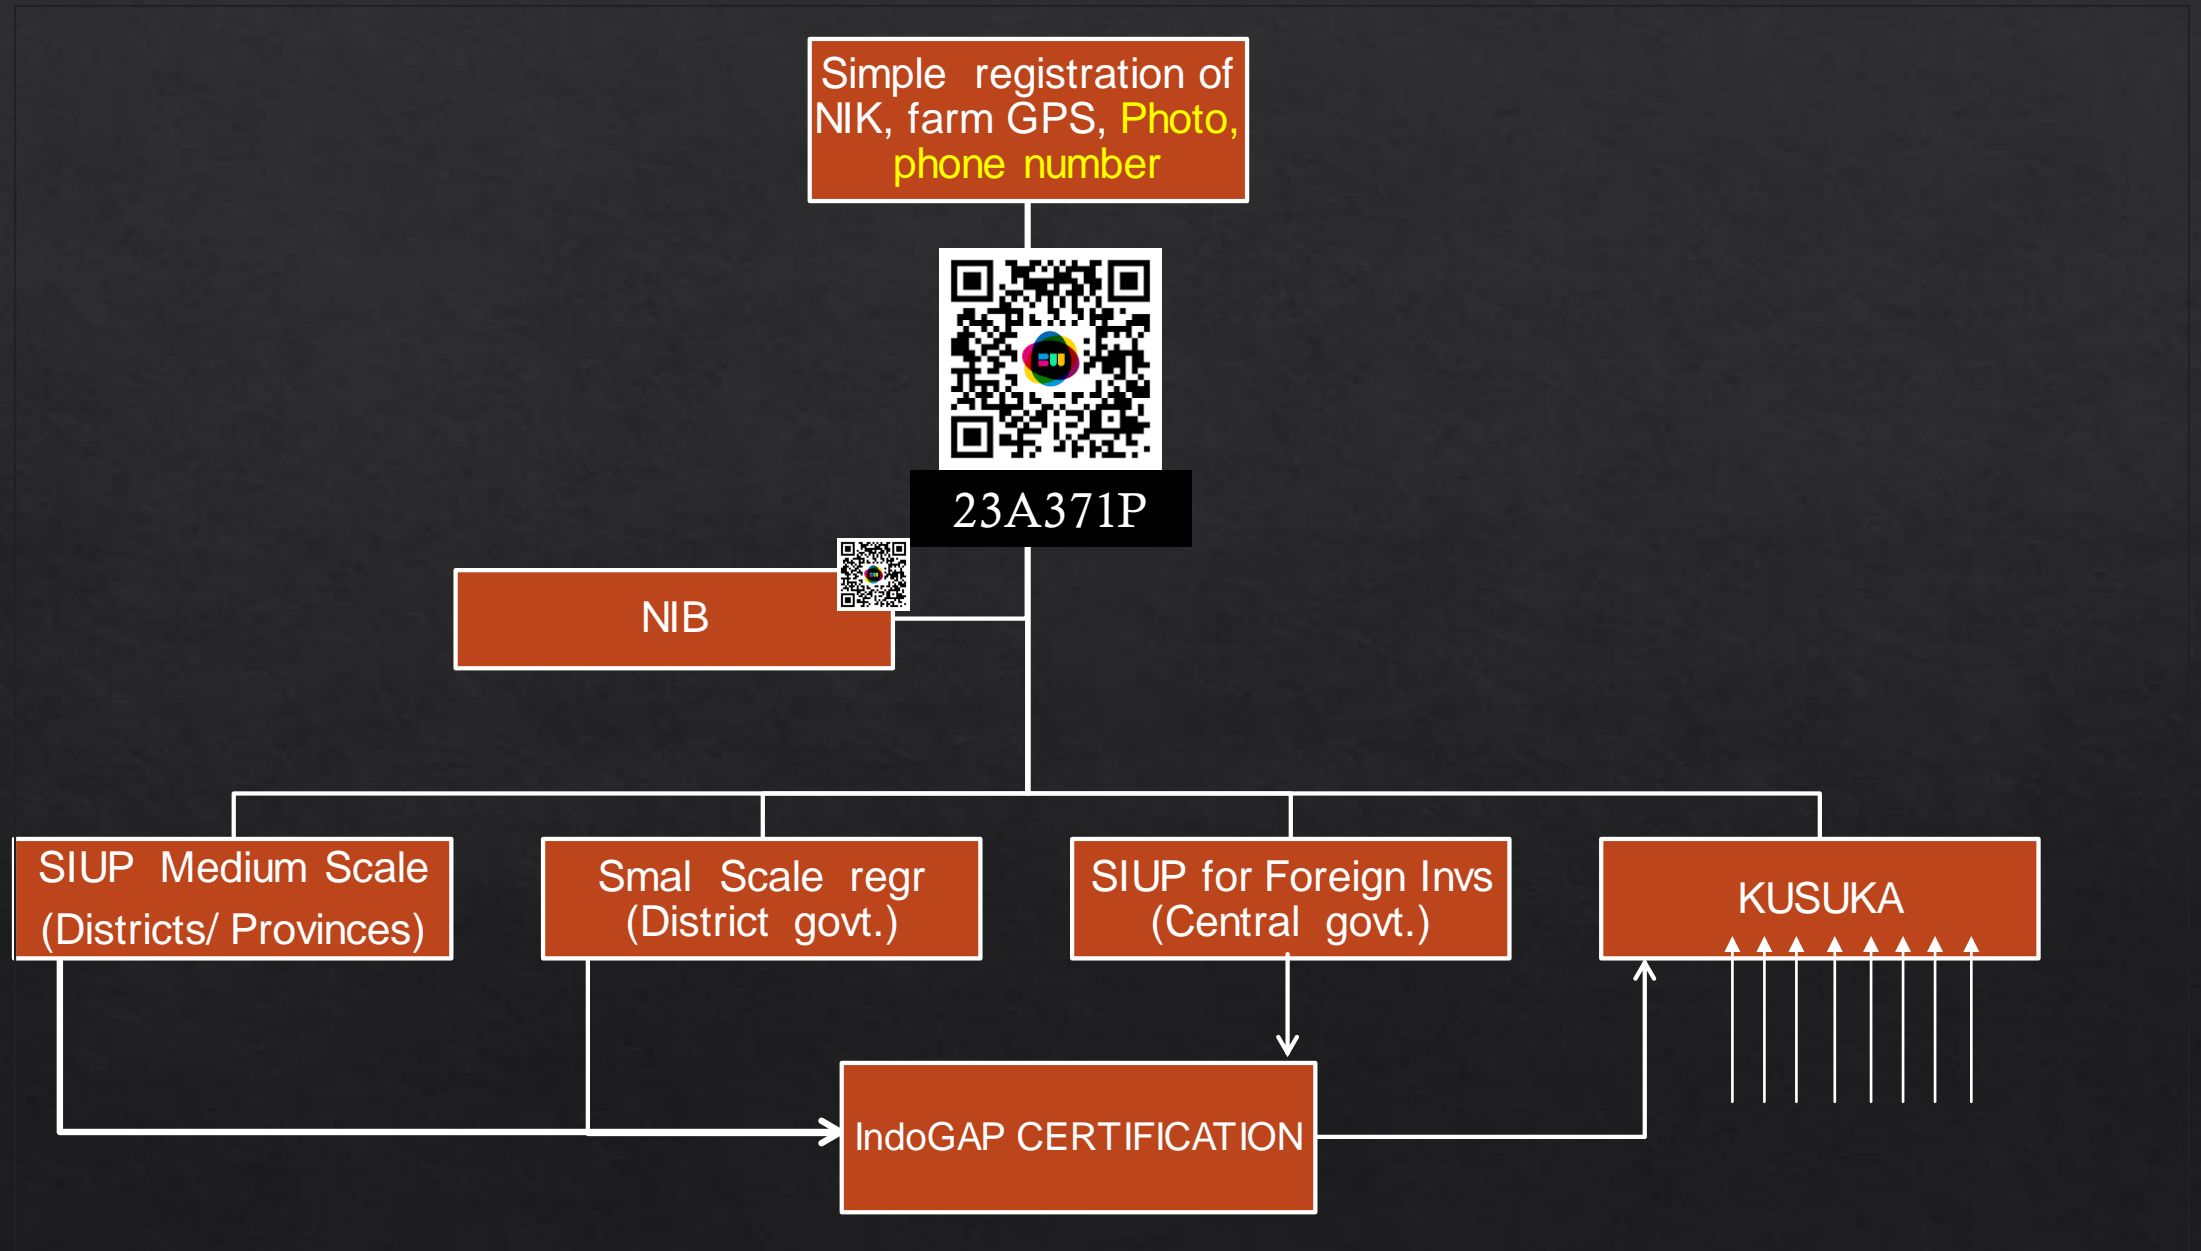 Simple registration of
NIK, farm GPS, Photo,
phone number
23A371P
NIB
SIUP Medium Scale
(Districts/ Provinces)
Smal Scale regr
(District govt.)
SIUP for Foreign Invs
(Central govt.)
KUSUKA
IndoGAP CERTIFICATION